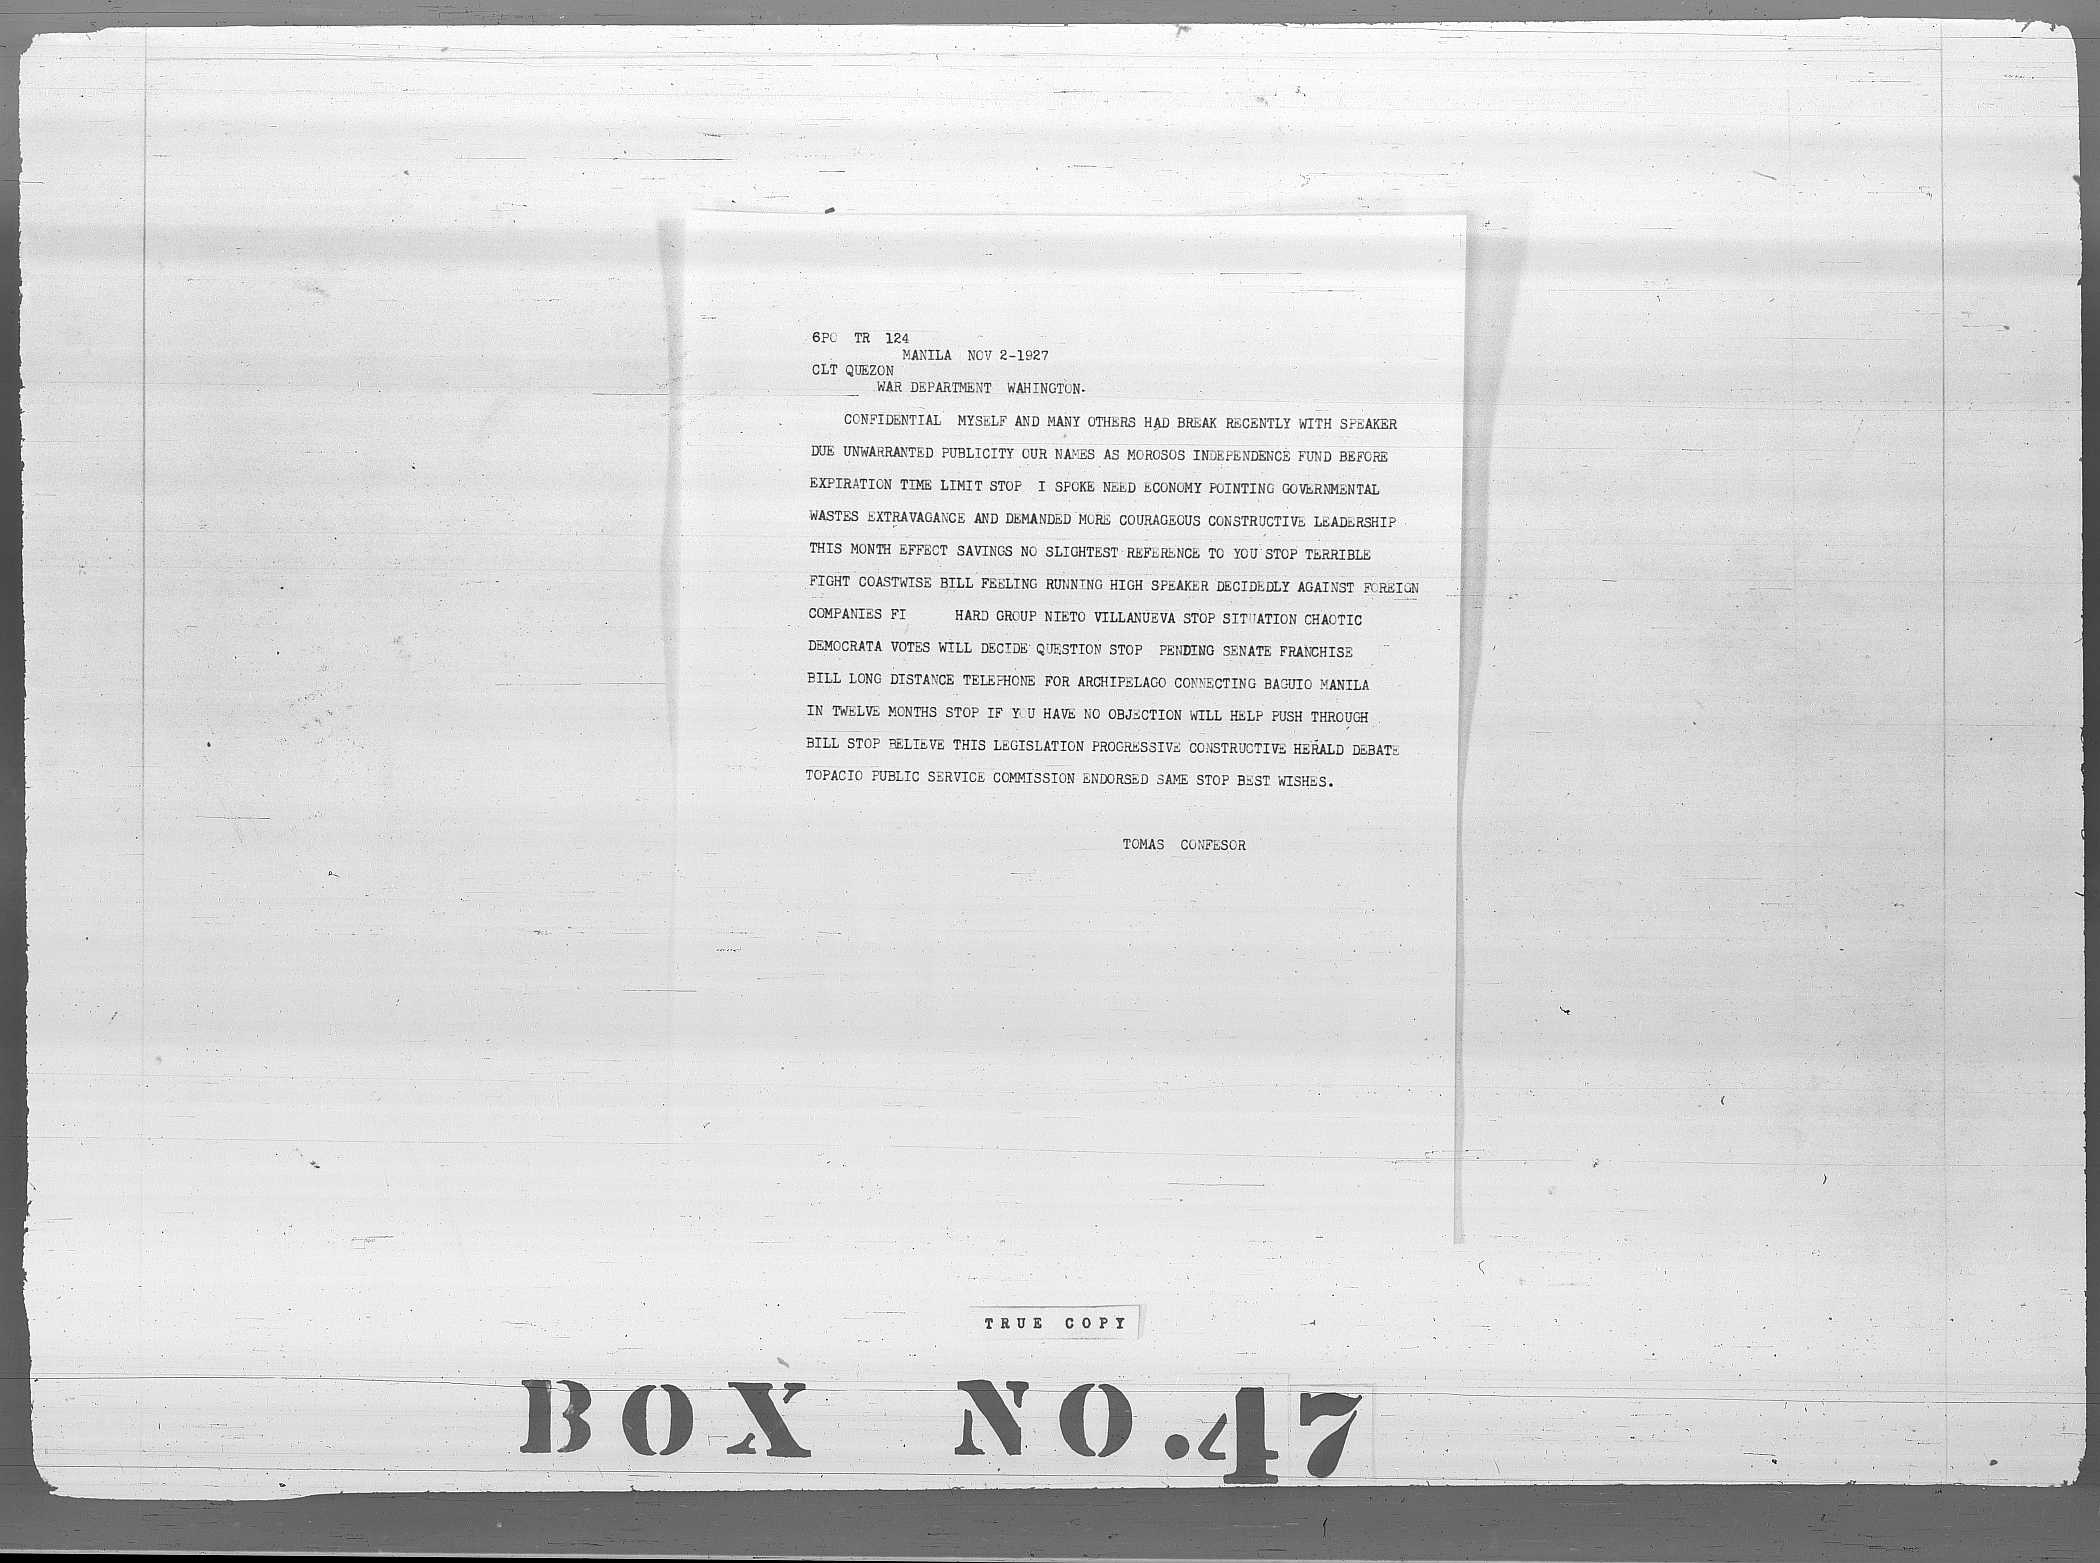 6PO TR 124
MANILA NOV 2-1927
CLT QUEZON
WAR DEPARTMENT WAHINGTON.
CONFIDENTIAL MYSELF AND MANY OTHERS HAD BREAK RECENTLY WITH SPEAKER
DUE UNWARRANTED PUBLICITY OUR NAMES AS MOROSOS INDEPENDENCE FUND BEFORE
EXPIRATION TIME LIMIT STOP I SPOKE NEED ECONOMY POINTING GOVERNMENTAL
WASTES EXTRAVAGANCE AND DEMANDED MORE COURAGEOUS CONSTRUCTIVE LEADERSHIP
THIS MONTH EFFECT SAVINGS NO SLIGHTEST REFERENCE TO YOU STOP TERRIBLE
FIGHT COASTWISE BILL FEELING RUNNING HIGH SPEAKER DECIDEDLY AGAINST FOREIGN
COMPANIES FI HARD GROUP NIETO VILLANUEVA STOP SITUATION CHAOTIC
DEMOCRATA VOTES WILL DECIDE QUESTION STOP PENDING SENATE FRANCHISE
BILL LONG DISTANCE TELEPHONE FOR ARCHIPELAGO CONNECTING BAGUIO MANILA
IN TWELVE MONTHS STOP IF YOU HAVE NO OBJECTION WILL HELP PUSH THROUGH
BILL STOP BELIEVE THIS LEGISLATION PROGRESSIVE CONSTRUCTIVE HERALD DEBATE
TOPACIO PUBLIC SERVICE COMMISSION ENDORSED SAME STOP BEST WISHES.
TOMAS CONFESOR
TRUE COPY
BOX NO.47